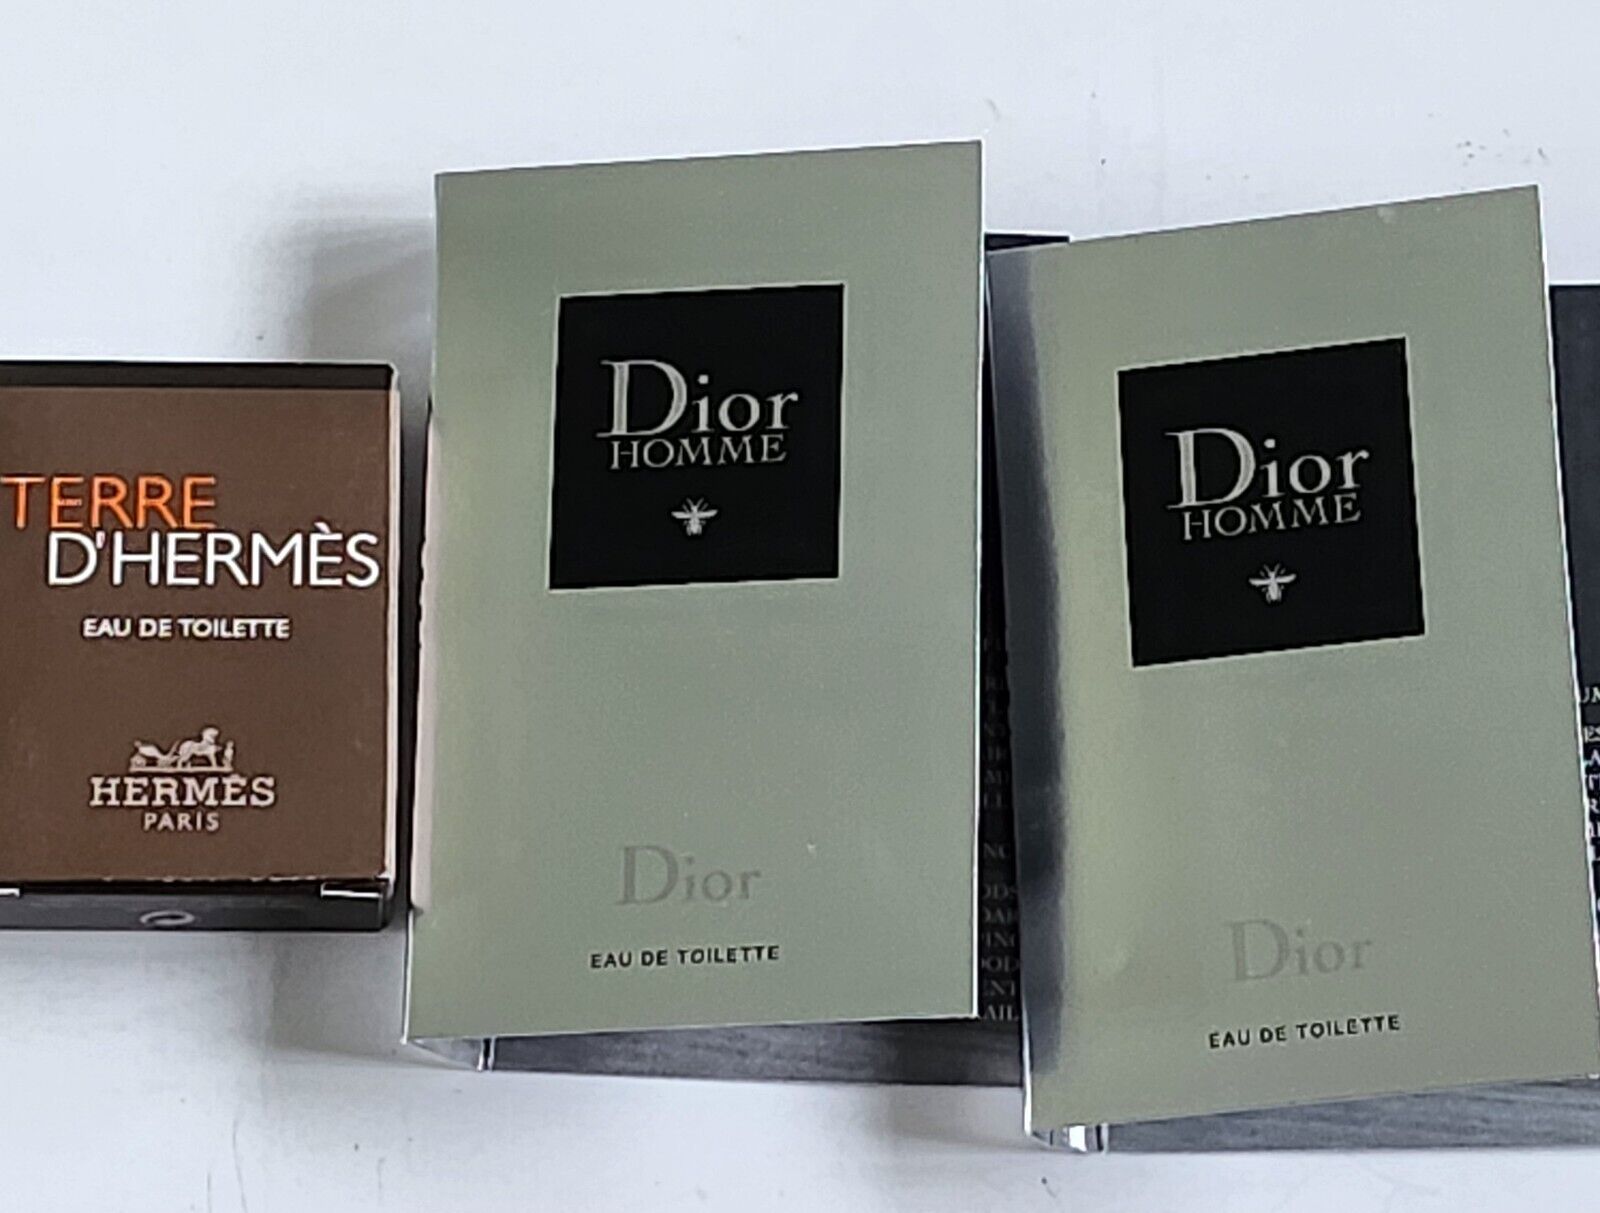 TERRE
D'HERMÈS
EAU DE TOILETTE
HERMÈS
PARIS
Dior
HOMME
Dior
EAU DE TOILETTE
Dior
HOMME
Dior
EAU DE TOILETTE